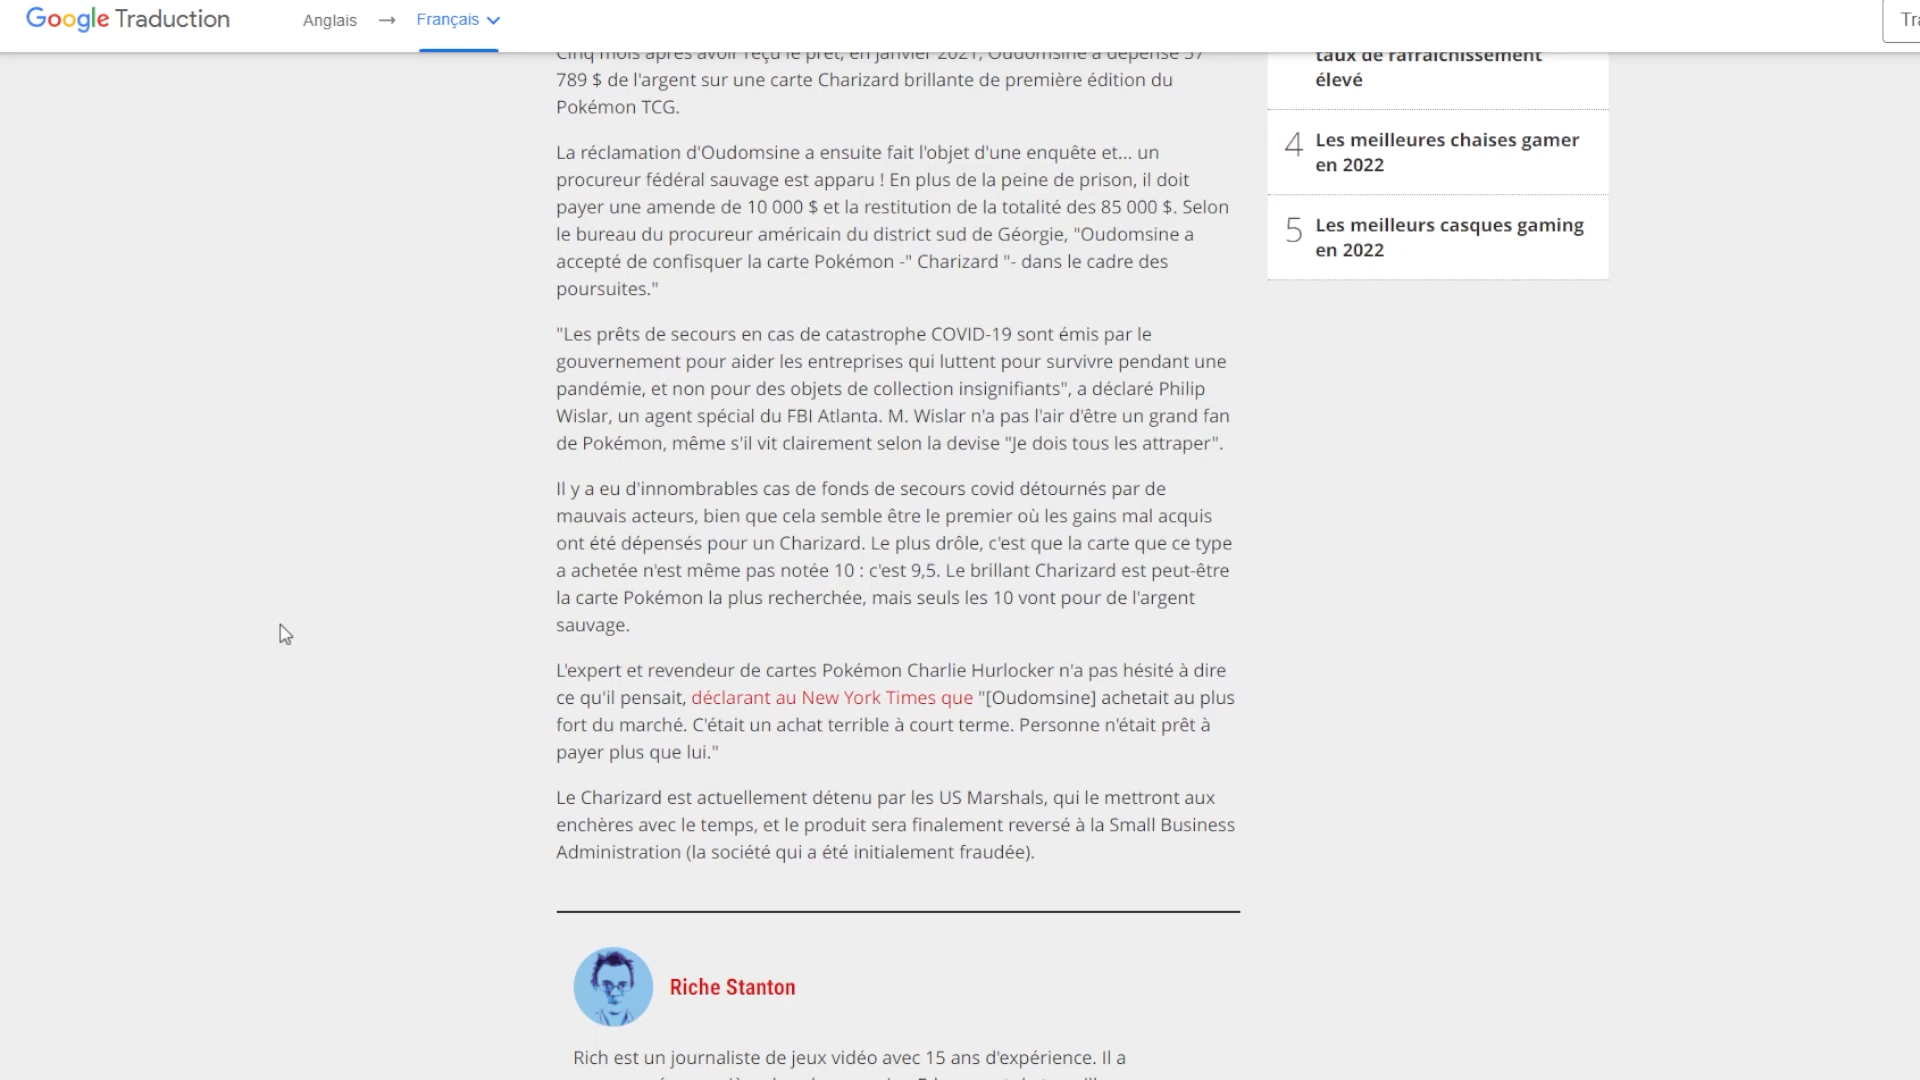 Google Traduction
Anglais → Français
Cinq mois après avoir reçu le prêt, en janvier 2021, Oudomsine a dépensé 57
789 $ de l'argent sur une carte Charizard brillante de première édition du
Pokémon TCG.
La réclamation d'Oudomsine a ensuite fait l'objet d'une enquête et... un
procureur fédéral sauvage est apparu ! En plus de la peine de prison, il doit
payer une amende de 10 000 $ et la restitution de la totalité des 85 000 $. Selon
le bureau du procureur américain du district sud de Géorgie, "Oudomsine a
accepté de confisquer la carte Pokémon -" Charizard "- dans le cadre des
poursuites."
"Les prêts de secours en cas de catastrophe COVID-19 sont émis par le
gouvernement pour aider les entreprises qui luttent pour survivre pendant une
pandémie, et non pour des objets de collection insignifiants", a déclaré Philip
Wislar, un agent spécial du FBI Atlanta. M. Wislar n'a pas l'air d'être un grand fan
de Pokémon, même s'il vit clairement selon la devise "Je dois tous les attraper".
Il y a eu d'innombrables cas de fonds de secours covid détournés par de
mauvais acteurs, bien que cela semble être le premier où les gains mal acquis
ont été dépensés pour un Charizard. Le plus drôle, c'est que la carte que ce type
a achetée n'est même pas notée 10 : c'est 9,5. Le brillant Charizard est peut-être
la carte Pokémon la plus recherchée, mais seuls les 10 vont pour de l'argent
sauvage.
L'expert et revendeur de cartes Pokémon Charlie Hurlocker n'a pas hésité à dire
ce qu'il pensait, déclarant au New York Times que "[Oudomsine] achetait au plus
fort du marché. C'était un achat terrible à court terme. Personne n'était prêt à
payer plus que lui."
Le Charizard est actuellement détenu par les US Marshals, qui le mettront aux
enchères avec le temps, et le produit sera finalement reversé à la Small Business
Administration (la société qui a été initialement fraudée).
Riche Stanton
Rich est un journaliste de jeux vidéo avec 15 ans d'expérience. Il a
taux de rafraîchissement
élevé
4 Les meilleures chaises gamer
en 2022
5 Les meilleurs casques gaming
en 2022